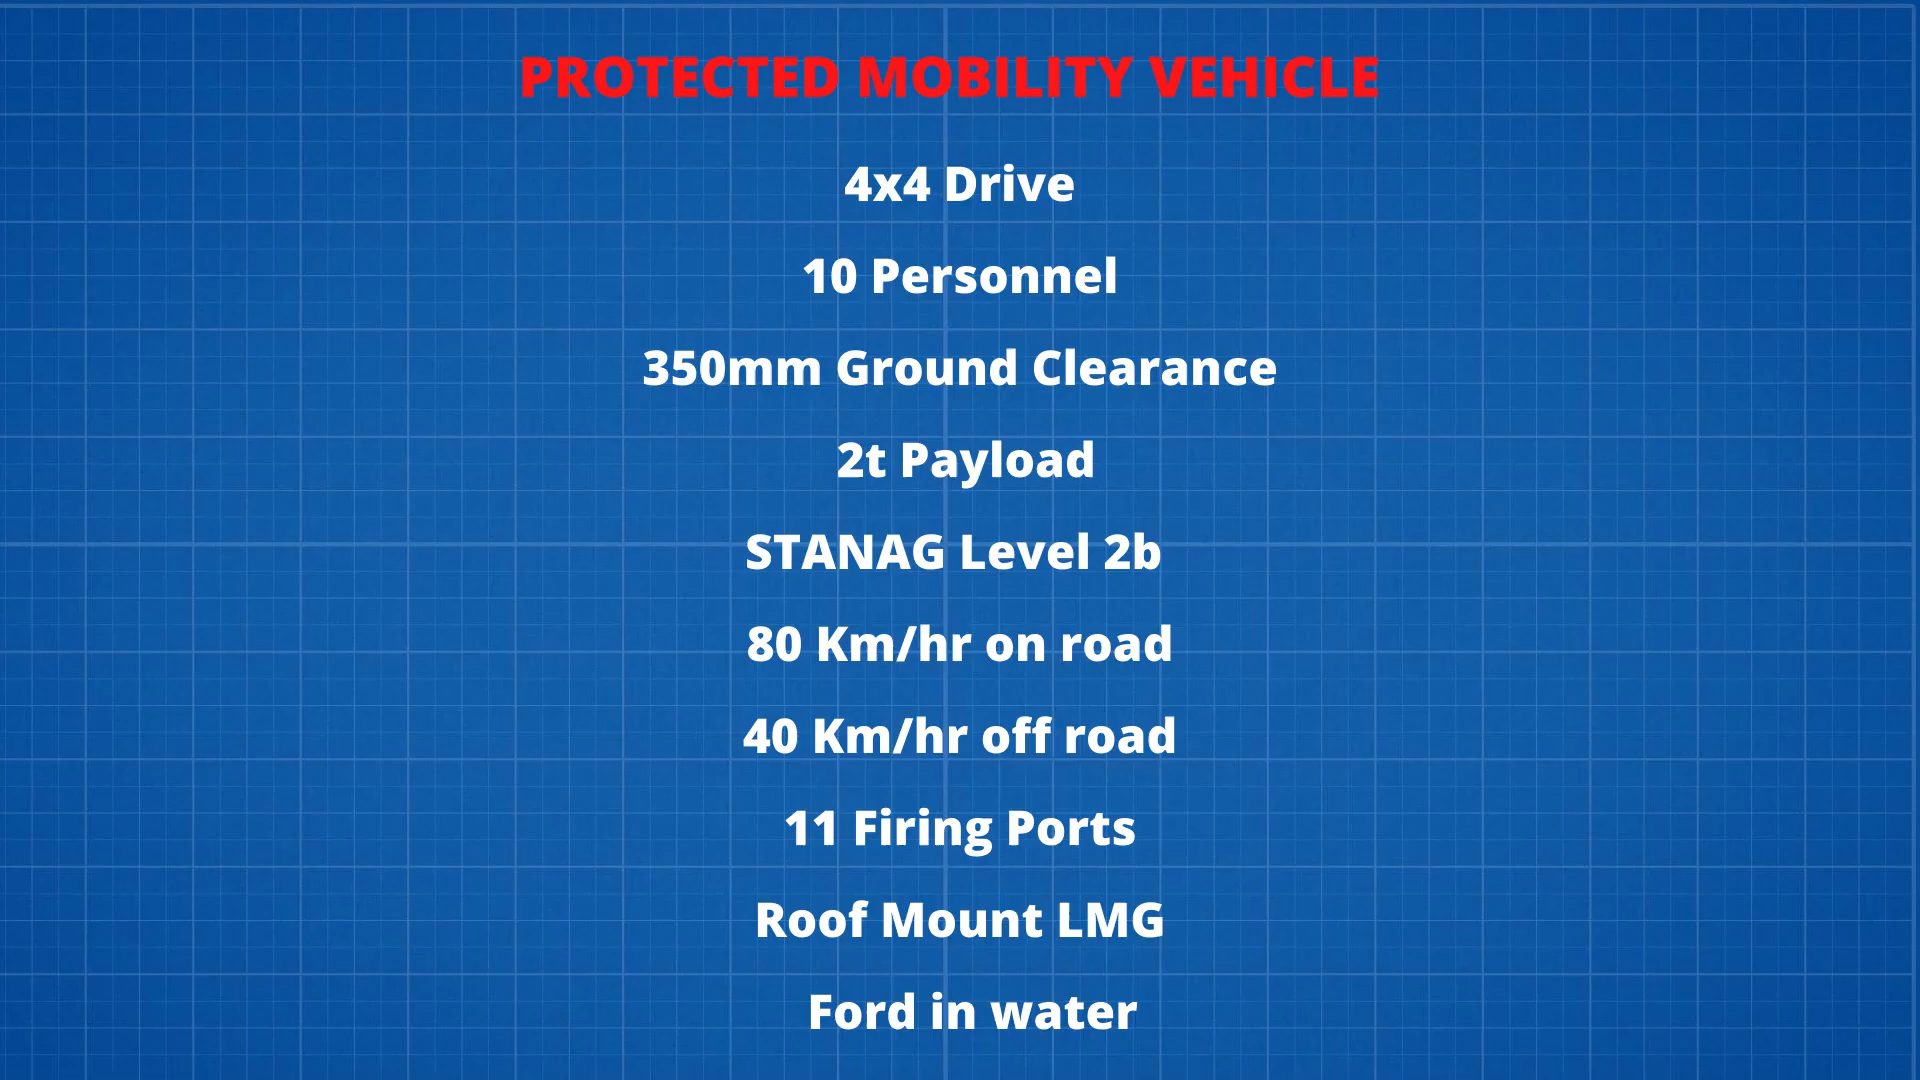 PROTECTED MOBILITY VEHICLE
4x4 Drive
10 Personnel
350mm Ground Clearance
2t Payload
STANAG Level 2b
80 Km/hr on road
40 Km/hr off road
11 Firing Ports
Roof Mount LMG
Ford in water